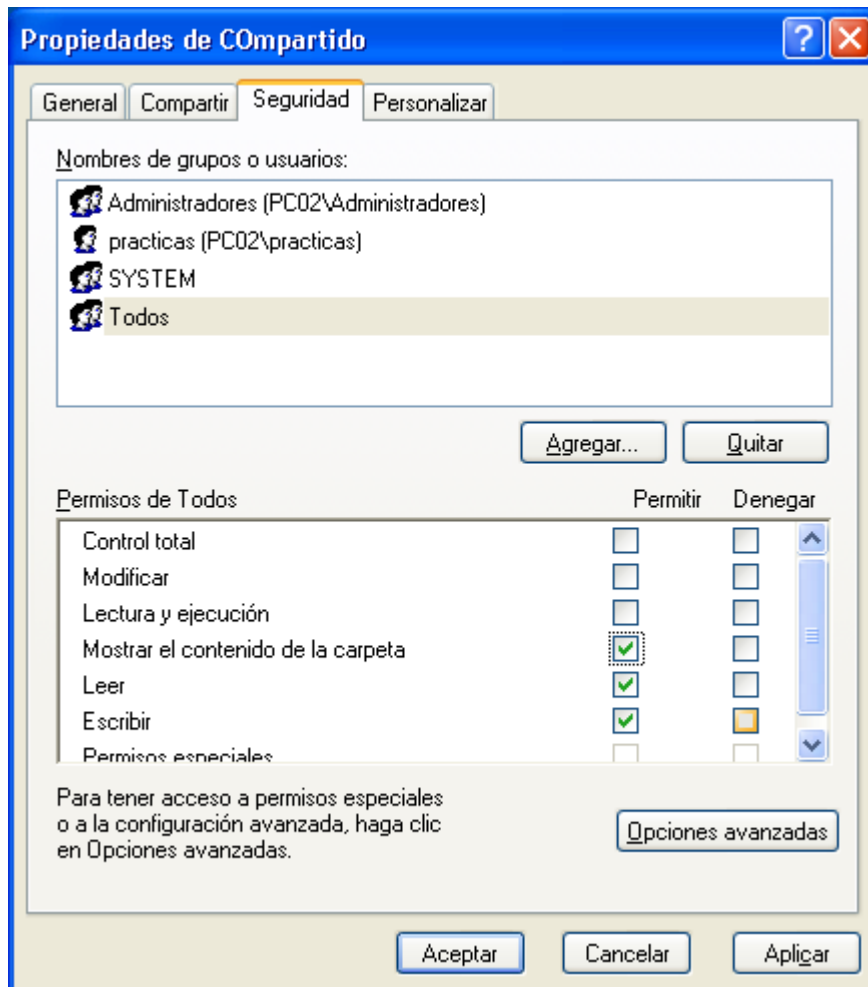 Propiedades de COmpartido
General Compartir Seguridad Personalizar
Nombres de grupos o usuarios:
Administradores (PC02\Administradores)
practicas (PC02\practicas)
SYSTEM
Todos
Agregar... Quitar
Permisos de Todos Permitir Denegar
Control total
Modificar
Lectura y ejecución
Mostrar el contenido de la carpeta
Leer
Escribir
Permisos especiales
Para tener acceso a permisos especiales
o a la configuración avanzada, haga clic
en Opciones avanzadas.
Opciones avanzadas
Aceptar Cancelar Aplicar